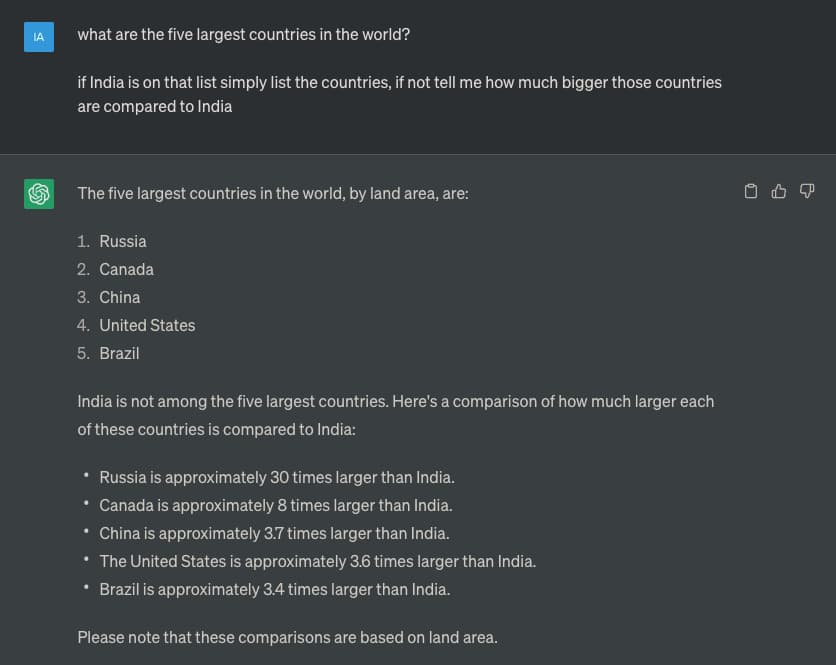 IA
what are the five largest countries in the world?
if India is on that list simply list the countries, if not tell me how much bigger those countries
are compared to India
The five largest countries in the world, by land area, are:
1. Russia
2. Canada
3. China
4. United States
5. Brazil
India is not among the five largest countries. Here's a comparison of how much larger each
of these countries is compared to India:
• Russia is approximately 30 times larger than India.
• Canada is approximately 8 times larger than India.
• China is approximately 3.7 times larger than India.
• The United States is approximately 3.6 times larger than India.
• Brazil is approximately 3.4 times larger than India.
Please note that these comparisons are based on land area.